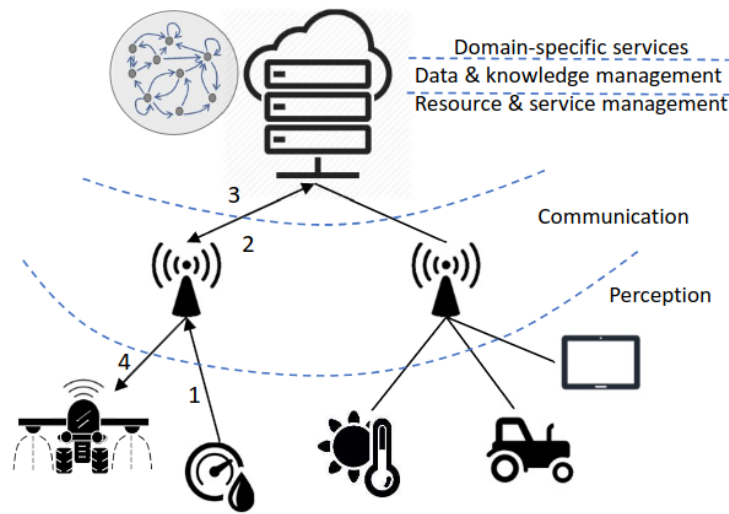 Domain-specific services
Data & knowledge management
Resource & service management
3
2
Communication
Perception
4
1